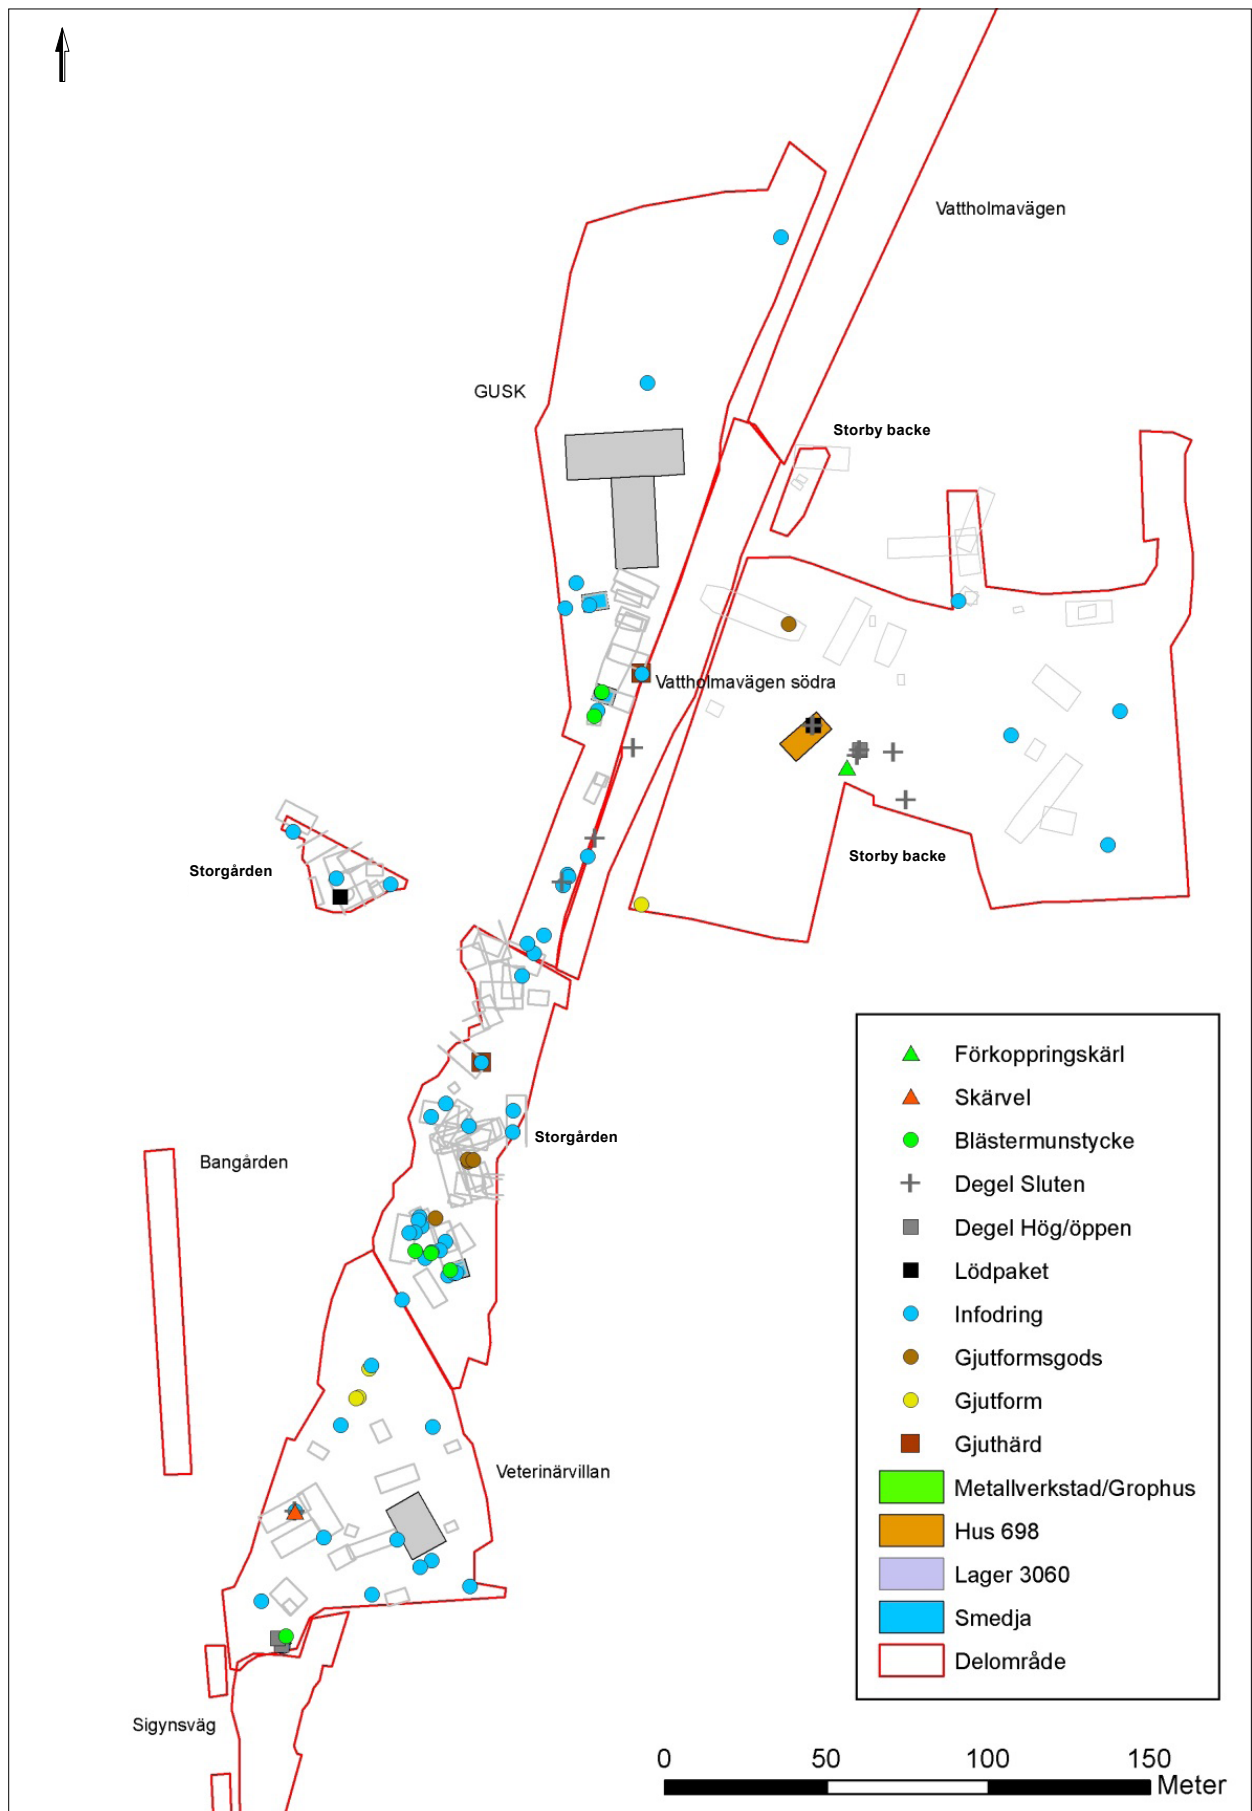 Vattholmavägen
GUSK
Storby backe
Vattholmavägen södra
Storgården
Storby backe
Storgården
Bangården
Veterinärvillan
Sigynsväg
Förkoppringskärl
Skärvel
Blästermunstycke
Degel Sluten
Degel Hög/öppen
Lödpaket
Infodring
Gjutformsgods
Gjutform
Gjuthärd
Metallverkstad/Grophus
Hus 698
Lager 3060
Smedja
Delområde
0 50 100 150
Meter